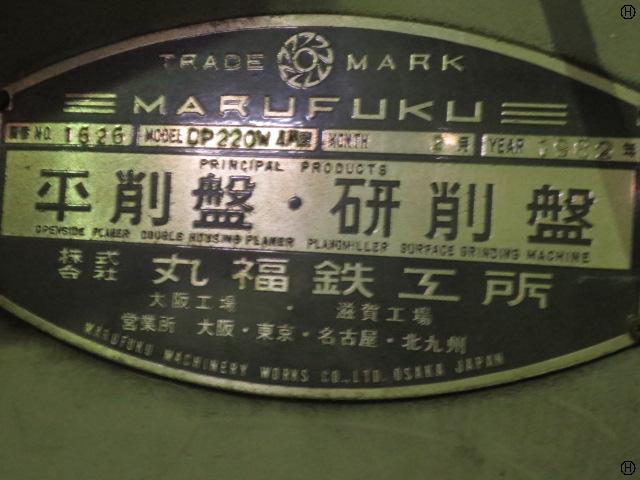 TRADE MARK
MARUFUKU
NO. 1626 MODEL DP220W MONTH 2 月 YEAR 1982 年
PRINCIPAL PRODUCTS
平削盤・研削盤
OPENSIDE PLANER DOUBLE HOUSING PLANER PLANOMILLER SURFACE GRINDING MACHINE
株式会社 丸福鉄工所
大阪工場・滋賀工場
営業所 大阪・東京・名古屋・北九州
MARUFUKU MACHINERY WORKS CO.,LTD. OSAKA JAPAN